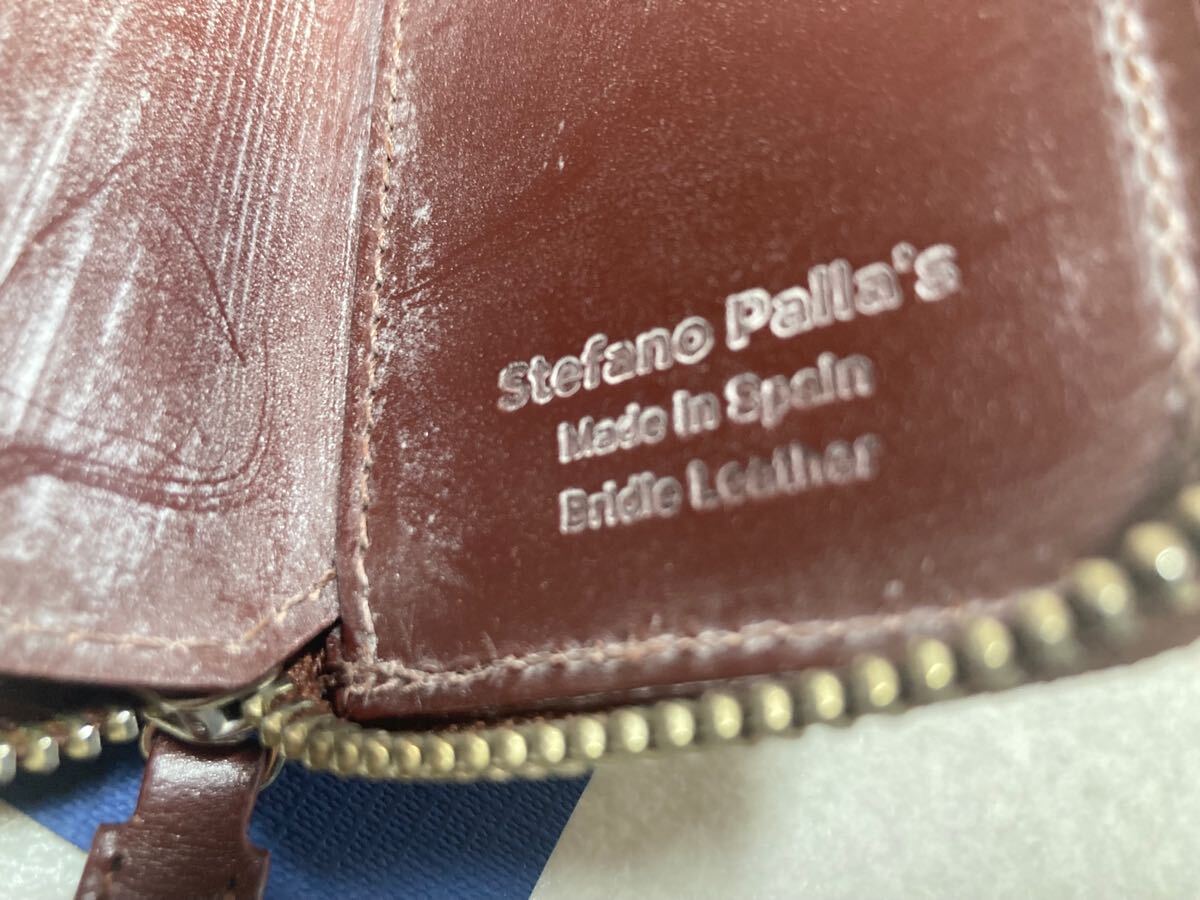 Stefano Palla's
Made in Spain
Bridle Leather